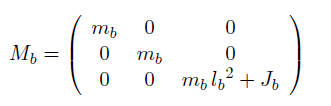 m_b 0 0
M_b = ( 0 m_b 0 )
0 0 m_b l_b^2 + J_b